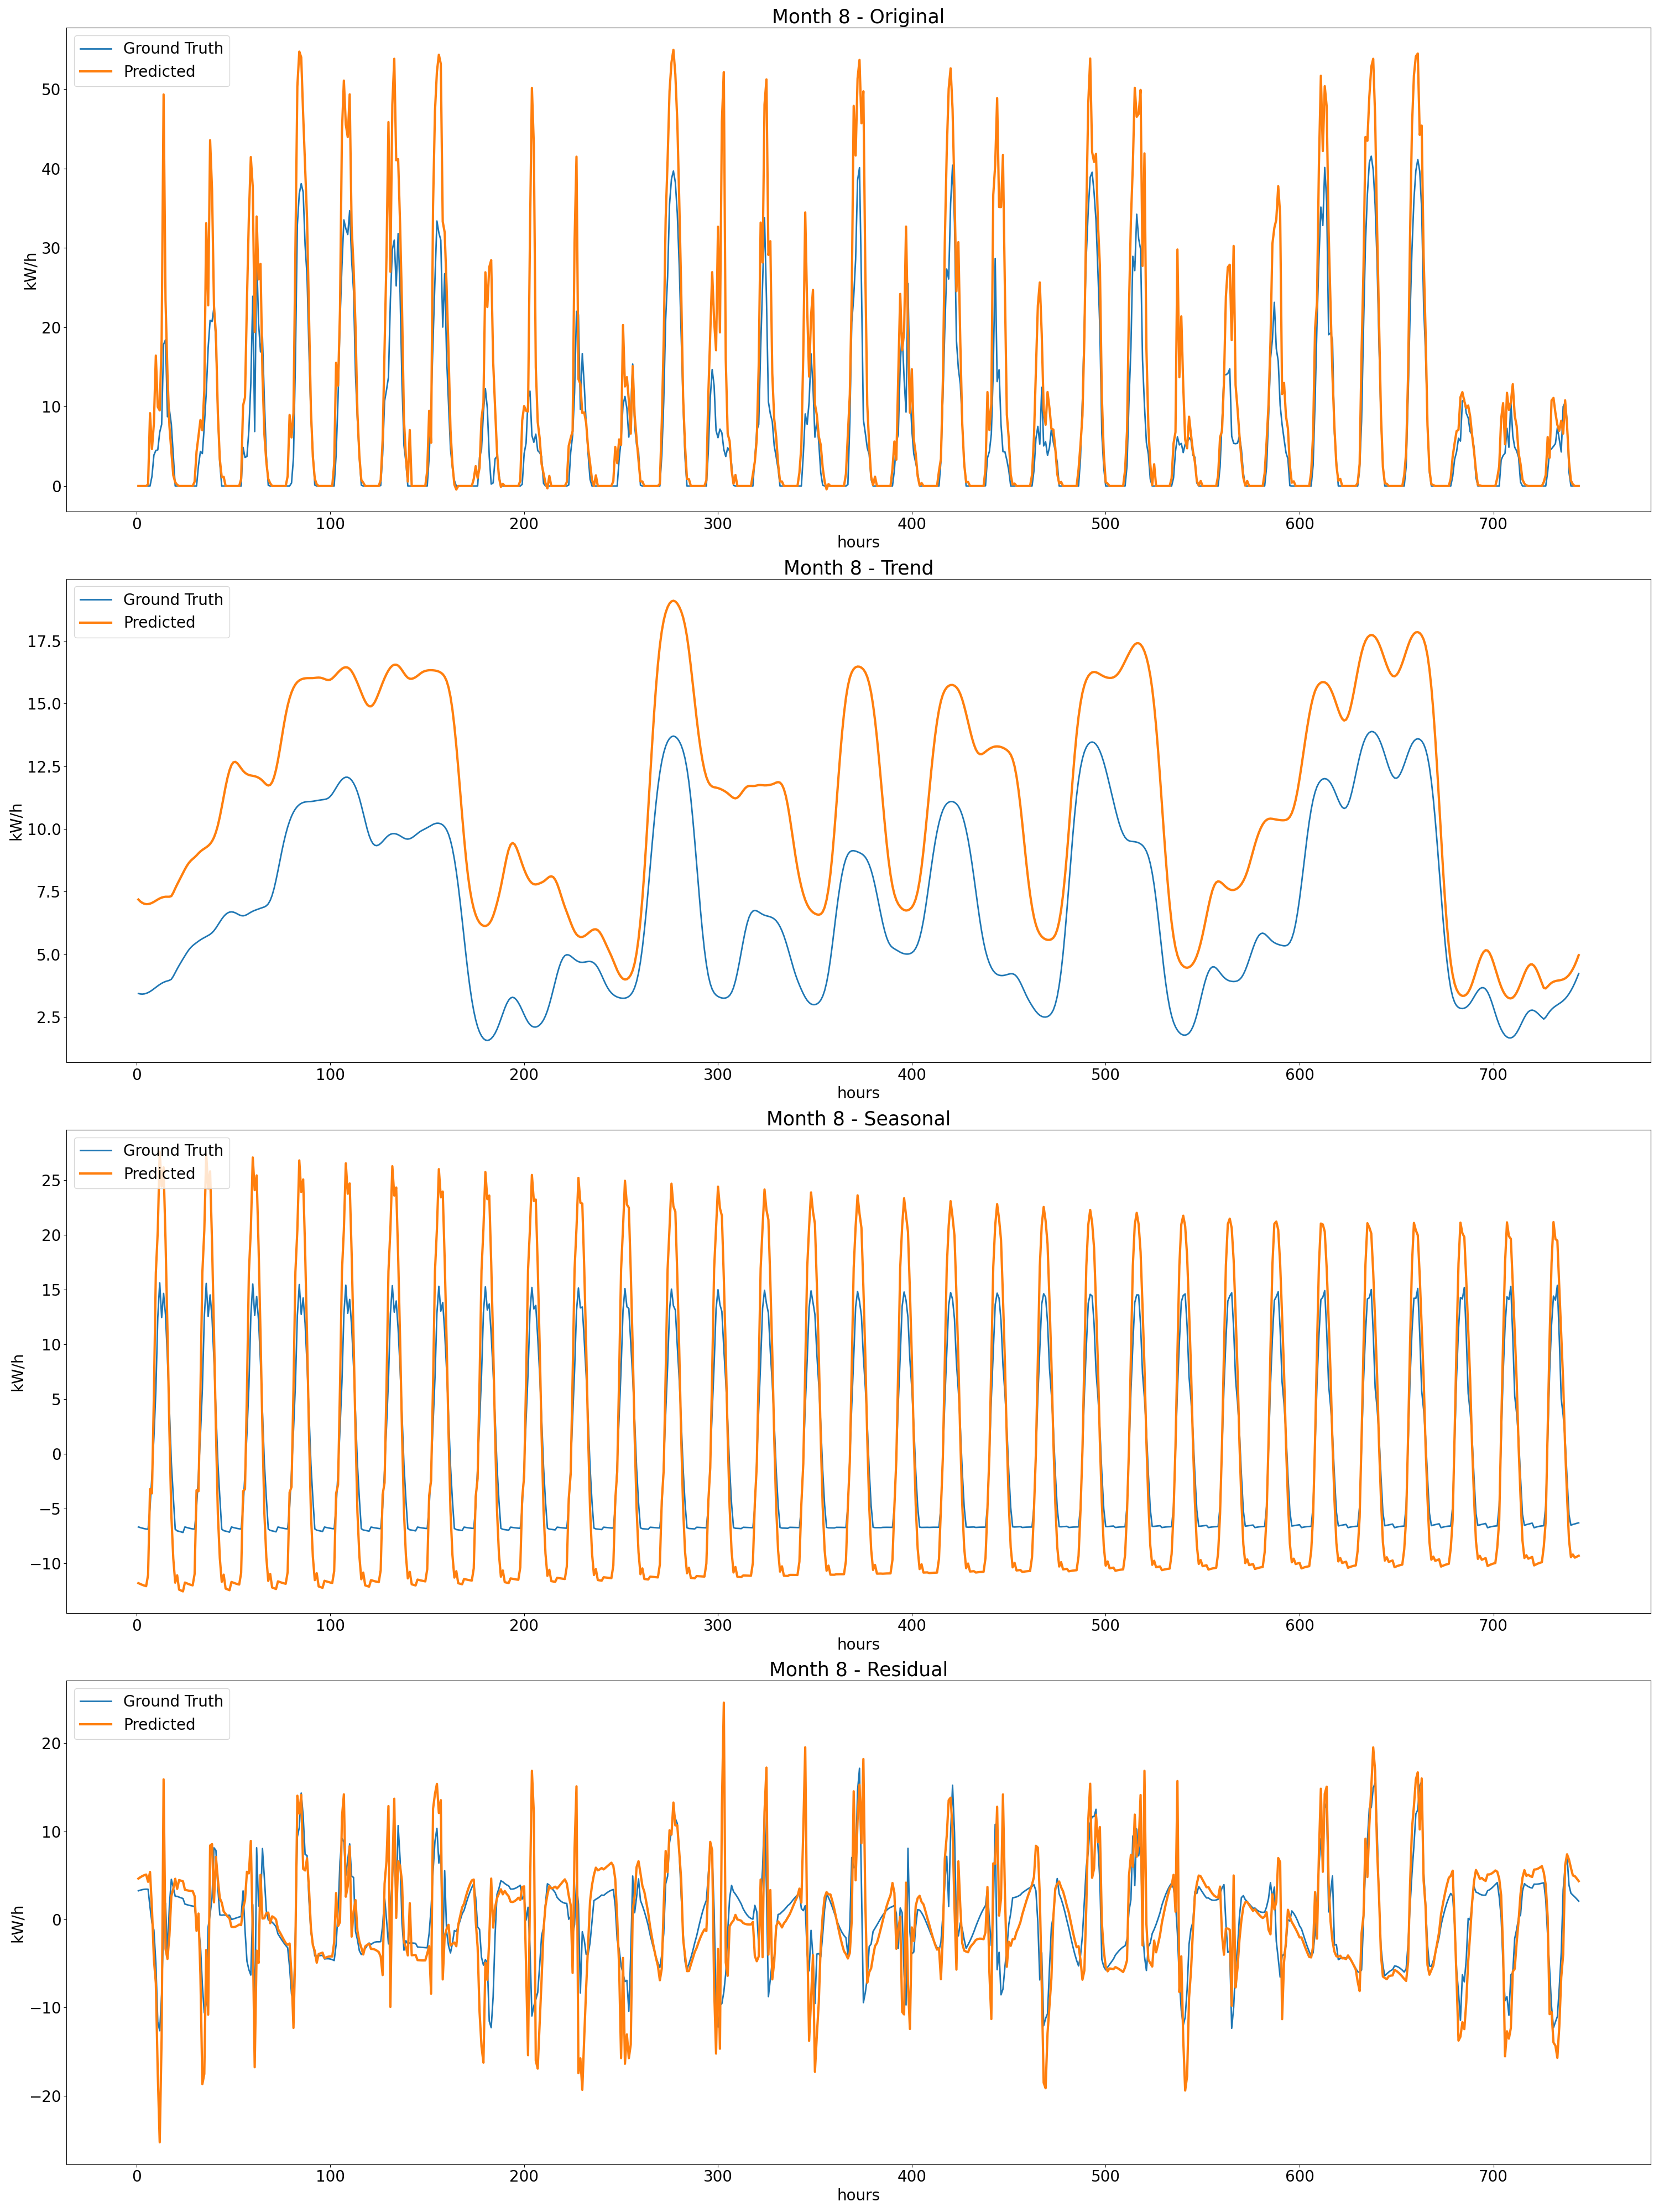 Month 8 - Original
Ground Truth
Predicted
50
40
30
20
10
0
kW/h
0 100 200 300 400 500 600 700
hours
Month 8 - Trend
Ground Truth
Predicted
17.5
15.0
12.5
10.0
7.5
5.0
2.5
kW/h
0 100 200 300 400 500 600 700
hours
Month 8 - Seasonal
Ground Truth
Predicted
25
20
15
10
5
0
−5
−10
kW/h
0 100 200 300 400 500 600 700
hours
Month 8 - Residual
Ground Truth
Predicted
20
10
0
−10
−20
kW/h
0 100 200 300 400 500 600 700
hours